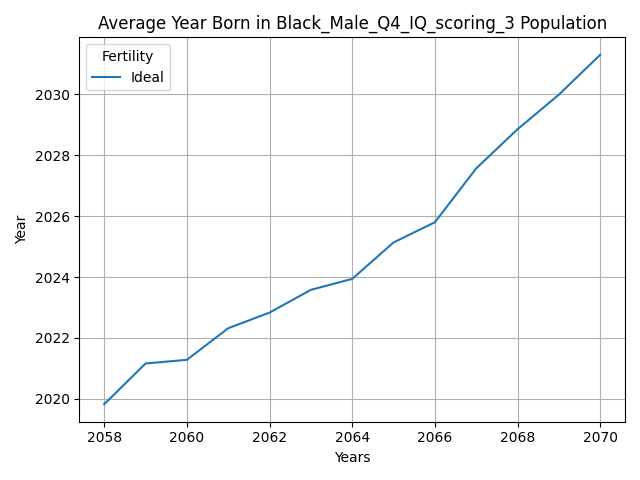 Average Year Born in Black_Male_Q4_IQ_scoring_3 Population
Fertility
Ideal
Year
2030
2028
2026
2024
2022
2020
2058 2060 2062 2064 2066 2068 2070
Years